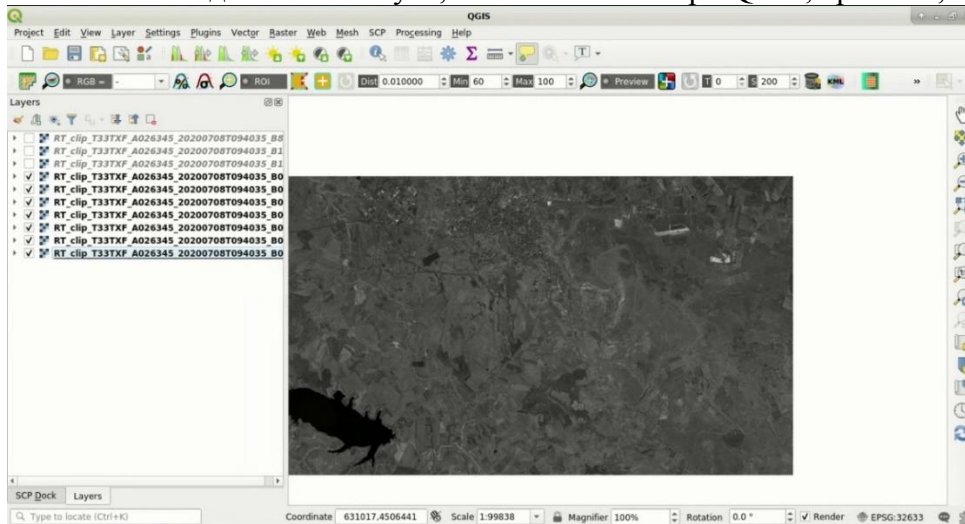 QGIS
Project Edit View Layer Settings Plugins Vector Raster Web Mesh SCP Processing Help
RGB = - ROI Dist 0.010000 Min 60 Max 100 Preview T 0 S 200 KML »
Layers
RT_clip_T33TXF_A026345_20200708T094035_B8
RT_clip_T33TXF_A026345_20200708T094035_B1
RT_clip_T33TXF_A026345_20200708T094035_B1
RT_clip_T33TXF_A026345_20200708T094035_B0
RT_clip_T33TXF_A026345_20200708T094035_B0
RT_clip_T33TXF_A026345_20200708T094035_B0
RT_clip_T33TXF_A026345_20200708T094035_B0
RT_clip_T33TXF_A026345_20200708T094035_B0
RT_clip_T33TXF_A026345_20200708T094035_B0
RT_clip_T33TXF_A026345_20200708T094035_B0
SCP Dock Layers
Type to locate (Ctrl+K) Coordinate 631017,4506441 Scale 1:99838 Magnifier 100% Rotation 0.0 ° Render EPSG:32633